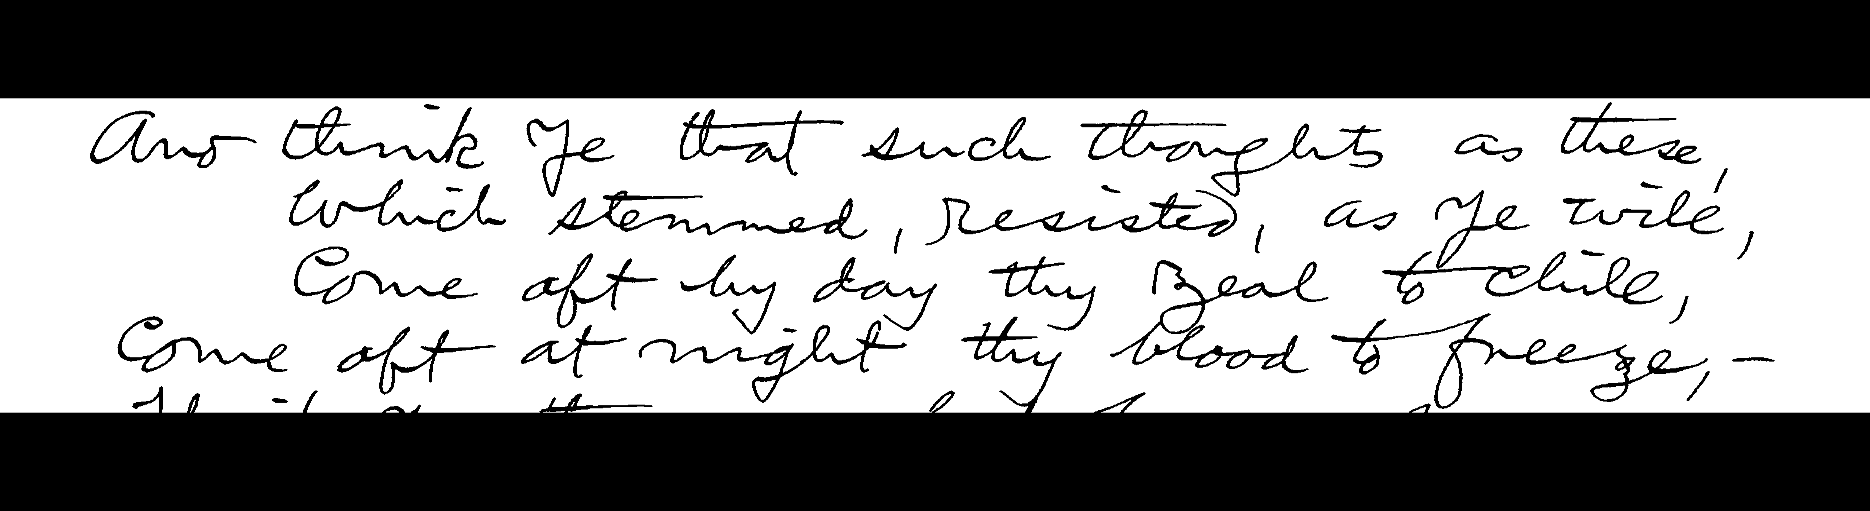 And think Ye that such thoughts as these,
Which stemmed, resisted, as Ye will,
Come oft by day thy zeal to chill,
Come oft at night thy blood to freeze,—